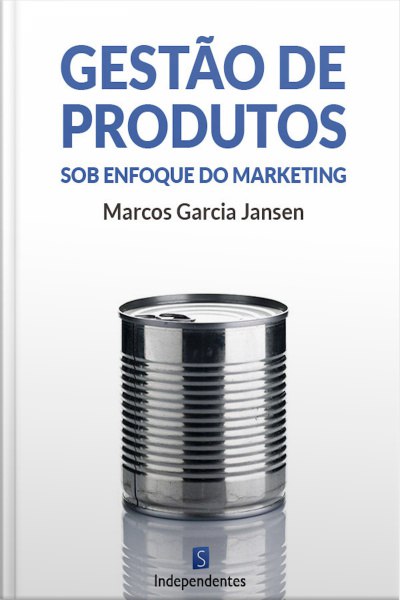 GESTÃO DE
PRODUTOS
SOB ENFOQUE DO MARKETING
Marcos Garcia Jansen
S
Independentes